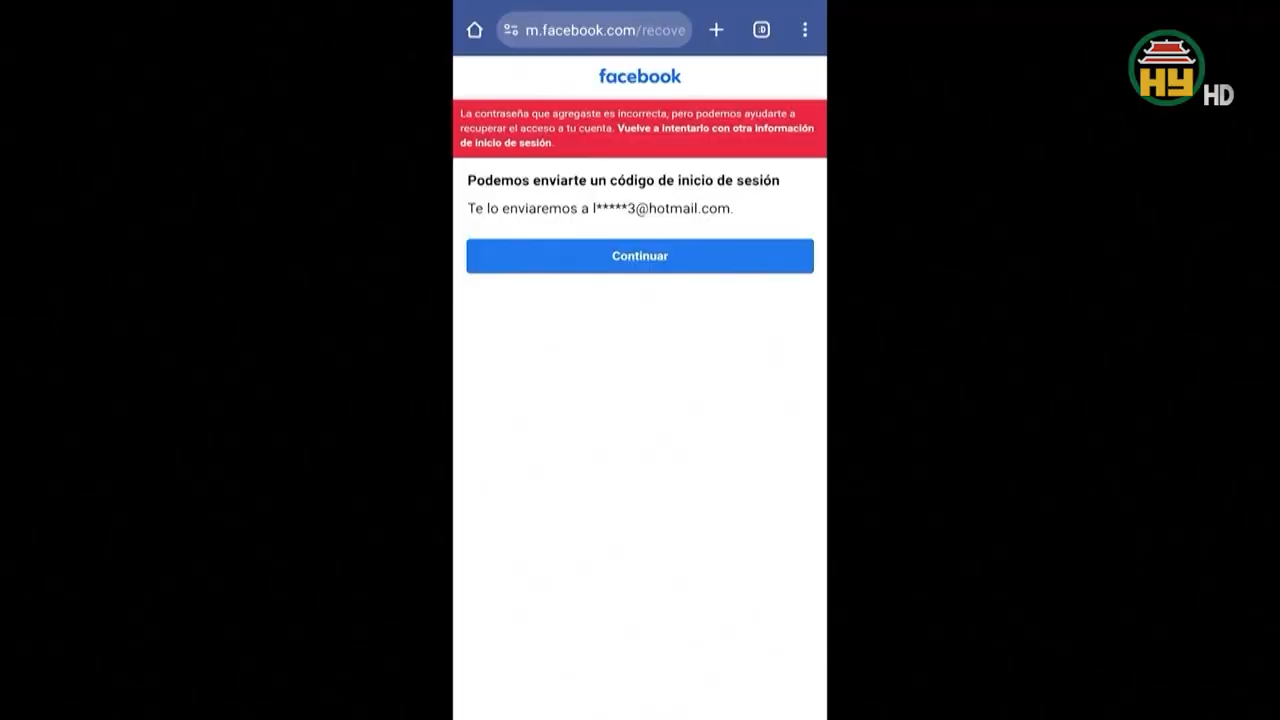 m.facebook.com/recove
:D
facebook
La contraseña que agregaste es incorrecta, pero podemos ayudarte a
recuperar el acceso a tu cuenta. Vuelve a intentarlo con otra información
de inicio de sesión.
Podemos enviarte un código de inicio de sesión
Te lo enviaremos a l*****3@hotmail.com.
Continuar
HY
HD